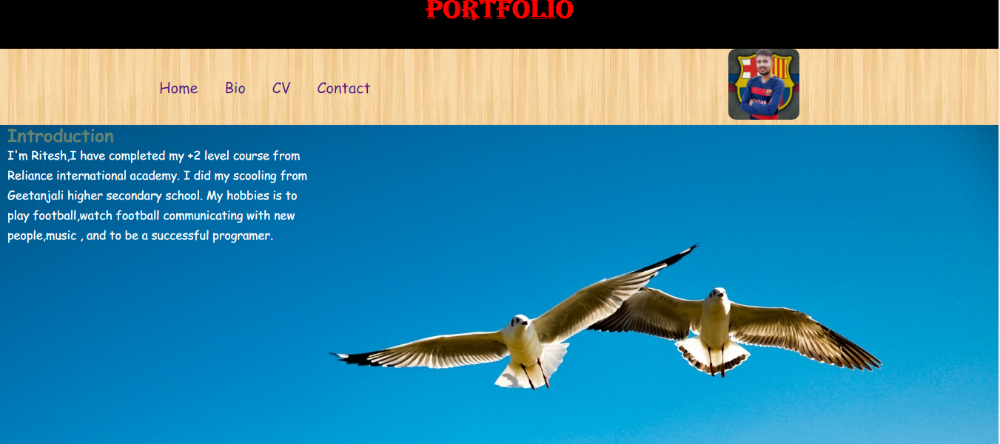 PORTFOLIO
Home Bio CV Contact
Introduction
I'm Ritesh,I have completed my +2 level course from
Reliance international academy. I did my scooling from
Geetanjali higher secondary school. My hobbies is to
play football,watch football communicating with new
people,music , and to be a successful programer.